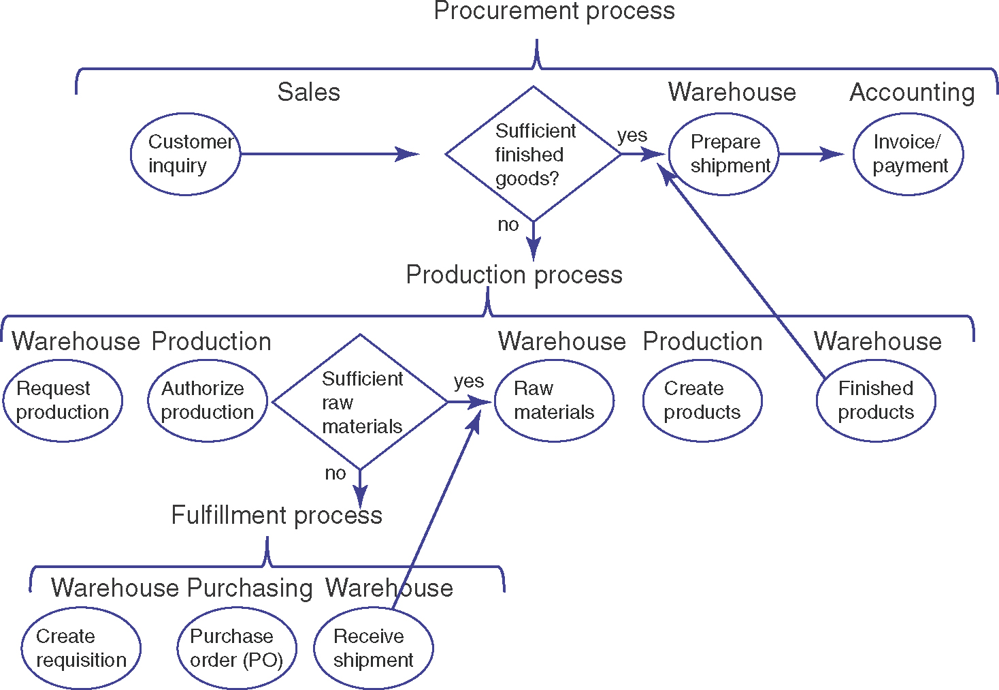 Procurement process
Sales
Warehouse
Accounting
Customer
inquiry
Sufficient
finished
goods?
yes
Prepare
shipment
Invoice/
payment
no
Production process
Warehouse
Production
Warehouse
Production
Warehouse
Request
production
Authorize
production
Sufficient
raw
materials
yes
Raw
materials
Create
products
Finished
products
no
Fulfillment process
Warehouse
Purchasing
Warehouse
Create
requisition
Purchase
order (PO)
Receive
shipment